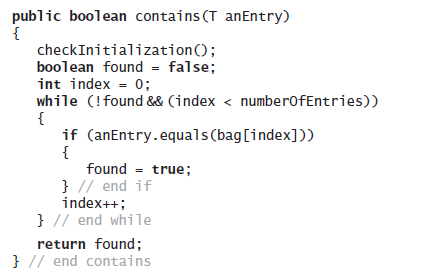 public boolean contains(T anEntry)
{
checkInitialization();
boolean found = false;
int index = 0;
while (!found && (index < numberOfEntries))
{
if (anEntry.equals(bag[index]))
{
found = true;
} // end if
index++;
} // end while
return found;
} // end contains